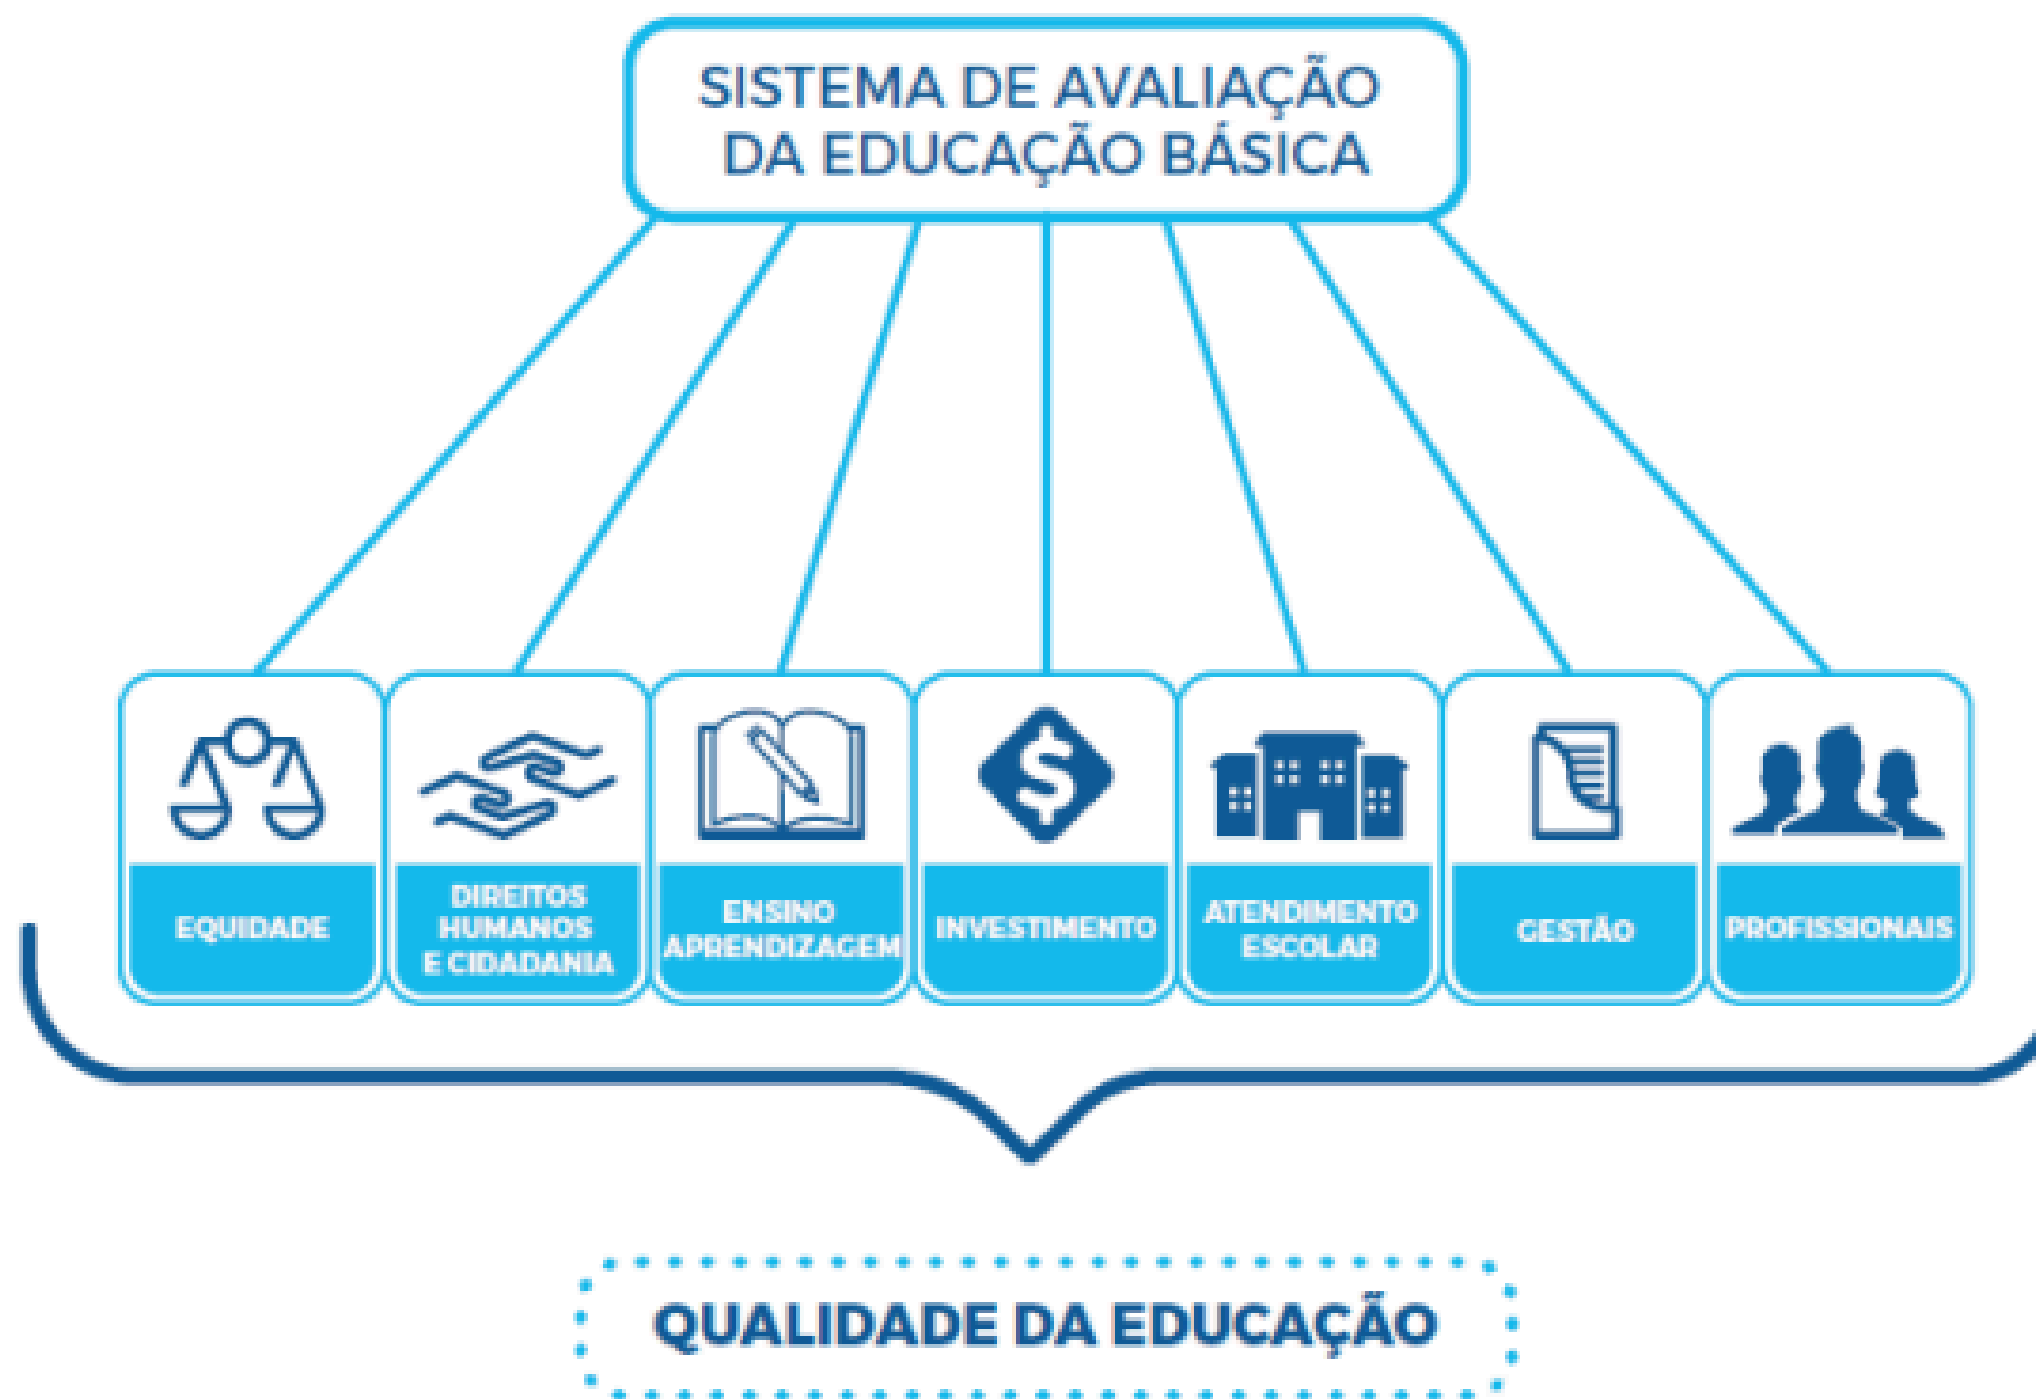 SISTEMA DE AVALIAÇÃO
DA EDUCAÇÃO BÁSICA
EQUIDADE
DIREITOS
HUMANOS
E CIDADANIA
ENSINO
APRENDIZAGEM
INVESTIMENTO
ATENDIMENTO
ESCOLAR
GESTÃO
PROFISSIONAIS
QUALIDADE DA EDUCAÇÃO